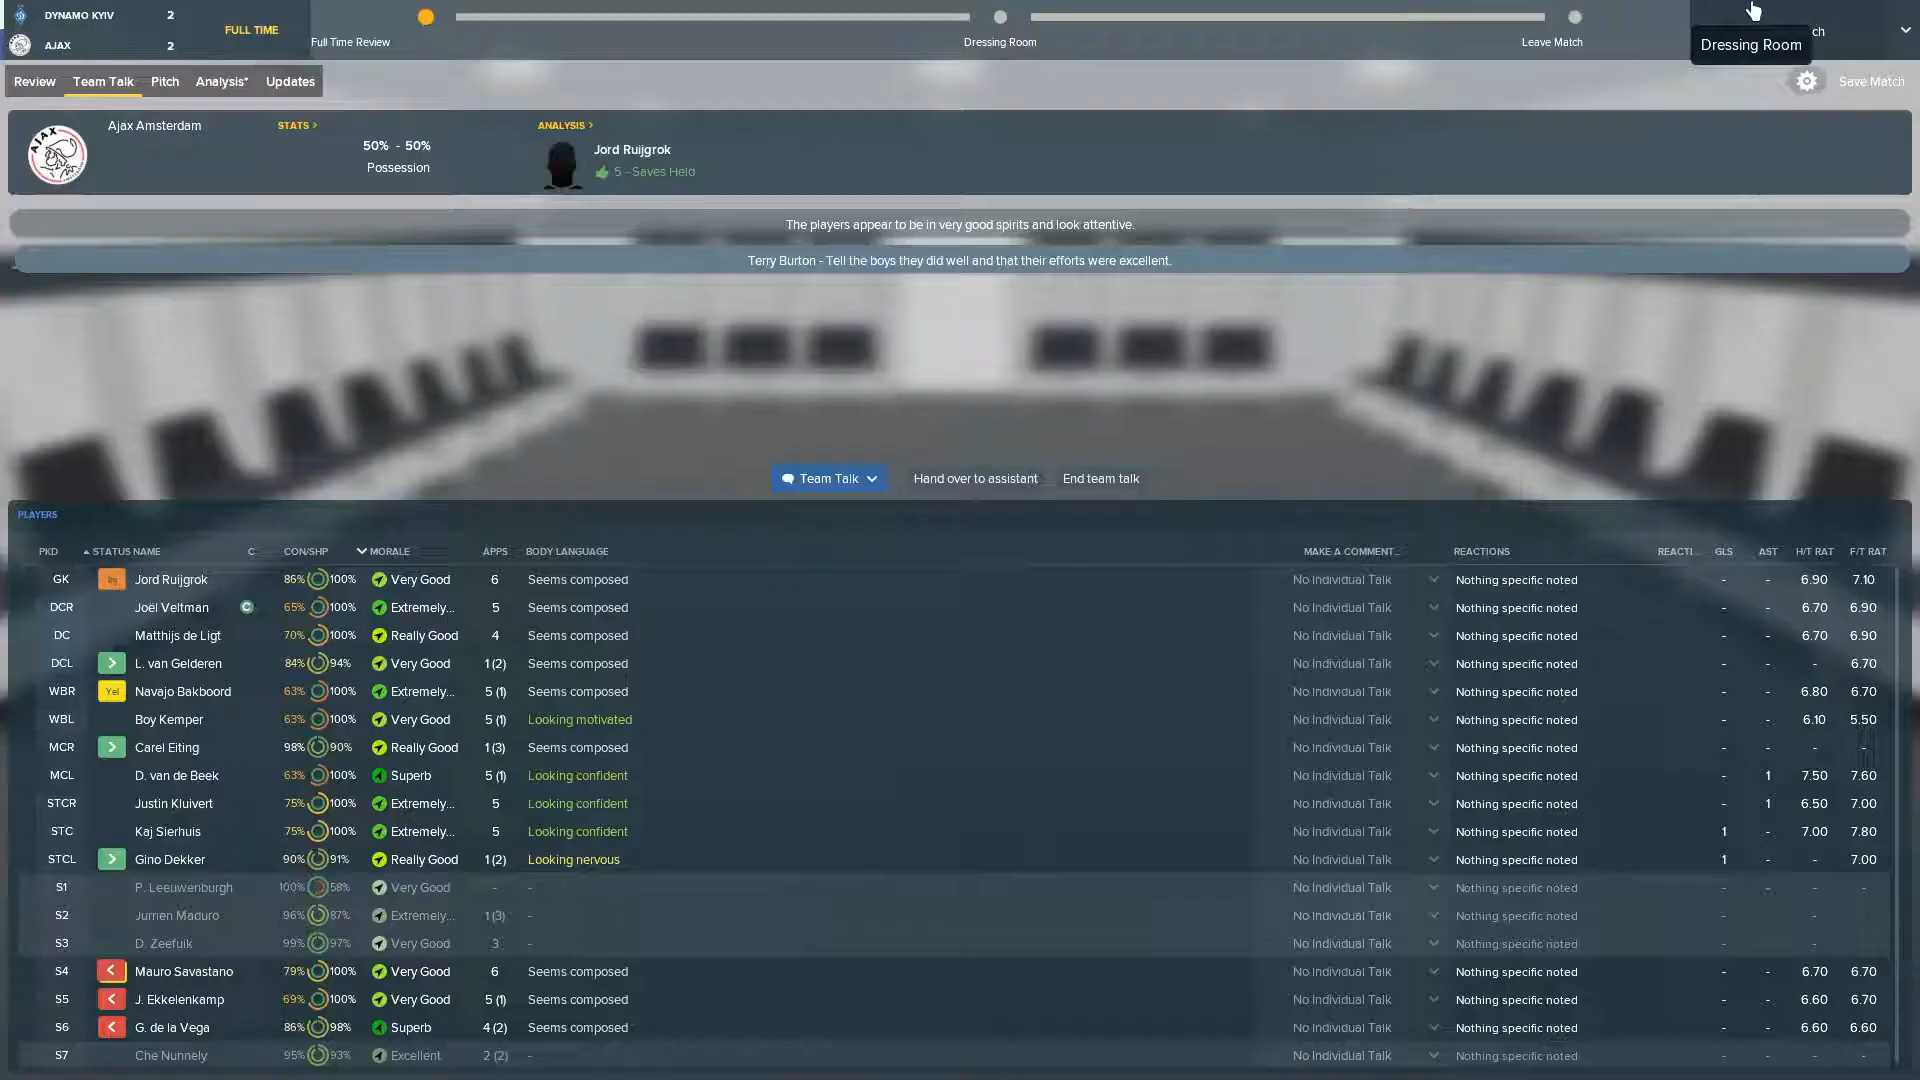 DYNAMO KYIV 2
AJAX 2
FULL TIME
Full Time Review
Dressing Room
Leave Match
ch
Dressing Room
Review Team Talk Pitch Analysis* Updates
Save Match
AJAX
Ajax Amsterdam
STATS >
50% - 50%
Possession
ANALYSIS >
Jord Ruijgrok
5 - Saves Held
The players appear to be in very good spirits and look attentive.
Terry Burton - Tell the boys they did well and that their efforts were excellent.
Team Talk Hand over to assistant End team talk
PLAYERS
PKD STATUS NAME C CON/SHP MORALE APPS BODY LANGUAGE MAKE A COMMENT... REACTIONS REACTI... GLS AST H/T RAT F/T RAT
GK Jord Ruijgrok 86% 100% Very Good 6 Seems composed No Individual Talk Nothing specific noted - - 6.90 7.10
DCR Joël Veltman C 65% 100% Extremely... 5 Seems composed No Individual Talk Nothing specific noted - - 6.70 6.90
DC Matthijs de Ligt 70% 100% Really Good 4 Seems composed No Individual Talk Nothing specific noted - - 6.70 6.90
DCL L. van Gelderen 84% 94% Very Good 1 (2) Seems composed No Individual Talk Nothing specific noted - - - 6.70
WBR Yel Navajo Bakboord 63% 100% Extremely... 5 (1) Seems composed No Individual Talk Nothing specific noted - - 6.80 6.70
WBL Boy Kemper 63% 100% Very Good 5 (1) Looking motivated No Individual Talk Nothing specific noted - - 6.10 5.50
MCR Carel Eiting 98% 90% Really Good 1 (3) Seems composed No Individual Talk Nothing specific noted - - - -
MCL D. van de Beek 63% 100% Superb 5 (1) Looking confident No Individual Talk Nothing specific noted - 1 7.50 7.60
STCR Justin Kluivert 75% 100% Extremely... 5 Looking confident No Individual Talk Nothing specific noted - 1 6.50 7.00
STC Kaj Sierhuis 75% 100% Extremely... 5 Looking confident No Individual Talk Nothing specific noted 1 - 7.00 7.80
STCL Gino Dekker 90% 91% Really Good 1 (2) Looking nervous No Individual Talk Nothing specific noted 1 - - 7.00
S1 P. Leeuwenburgh 100% 58% Very Good - - No Individual Talk Nothing specific noted - - - -
S2 Jurrien Maduro 96% 87% Extremely... 1 (3) - No Individual Talk Nothing specific noted - - -
S3 D. Zeefuik 99% 97% Very Good 3 - No Individual Talk Nothing specific noted - - -
S4 Mauro Savastano 79% 100% Very Good 6 Seems composed No Individual Talk Nothing specific noted - - 6.70 6.70
S5 J. Ekkelenkamp 69% 100% Very Good 5 (1) Seems composed No Individual Talk Nothing specific noted - - 6.60 6.70
S6 G. de la Vega 86% 98% Superb 4 (2) Seems composed No Individual Talk Nothing specific noted - - 6.60 6.60
S7 Che Nunnely 95% 93% Excellent 2 (2) - No Individual Talk Nothing specific noted - - - -